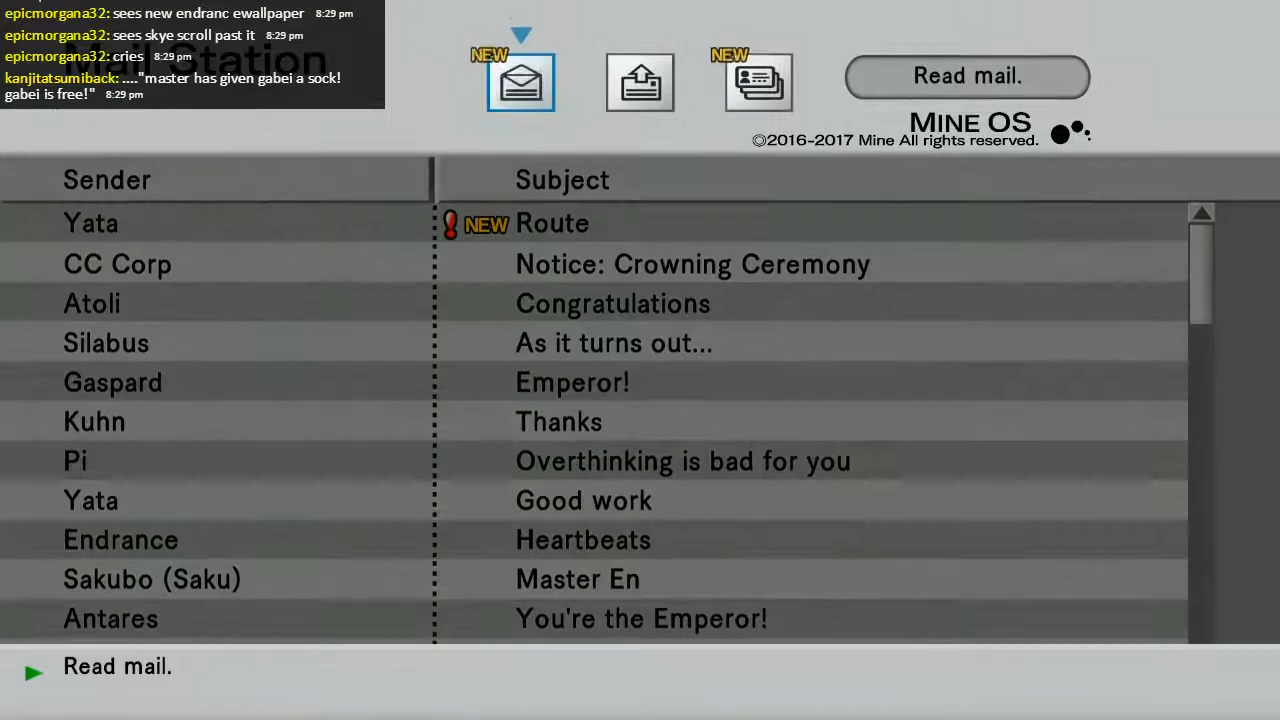 epicmorgana32: sees new endranc ewallpaper 8:29 pm
epicmorgana32: sees skye scroll past it 8:29 pm
epicmorgana32: cries 8:29 pm
kanjitatsumiback: ...."master has given gabei a sock!
gabei is free!" 8:29 pm
Mail Station
NEW
NEW
Read mail.
MINE OS
©2016-2017 Mine All rights reserved.
Sender Subject
Yata NEW Route
CC Corp Notice: Crowning Ceremony
Atoli Congratulations
Silabus As it turns out...
Gaspard Emperor!
Kuhn Thanks
Pi Overthinking is bad for you
Yata Good work
Endrance Heartbeats
Sakubo (Saku) Master En
Antares You're the Emperor!
Read mail.